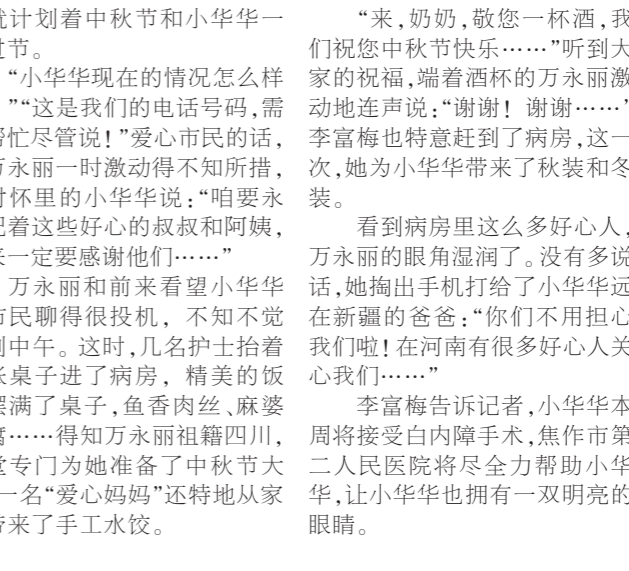 计划着中秋节和小华华一
过节。
“小华华现在的情况怎么样
”“这是我们的电话号码,需
帮忙尽管说!”爱心市民的话,
万永丽一时激动得不知所措,
怀里的小华华说:“咱要永
记着这些好心的叔叔和阿姨,
来一定要感谢他们……”
万永丽和前来看望小华华
市民聊得很投机，不知不觉
到中午。这时,几名护士抬着
张桌子进了病房，精美的饭
摆满了桌子,鱼香肉丝、麻婆
腐……得知万永丽祖籍四川,
堂专门为她准备了中秋节大
一名“爱心妈妈”还特地从家
带来了手工水饺。
“来,奶奶,敬您一杯酒,我
们祝您中秋节快乐……”听到大
家的祝福,端着酒杯的万永丽激
动地连声说:“谢谢！谢谢……”
李富梅也特意赶到了病房,这一
次,她为小华华带来了秋装和冬
装。
看到病房里这么多好心人,
万永丽的眼角湿润了。没有多说
话,她掏出手机打给了小华华远
在新疆的爸爸:“你们不用担心
我们啦!在河南有很多好心人关
心我们……”
李富梅告诉记者,小华华本
周将接受白内障手术,焦作市第
二人民医院将尽全力帮助小华
华,让小华华也拥有一双明亮的
眼睛。